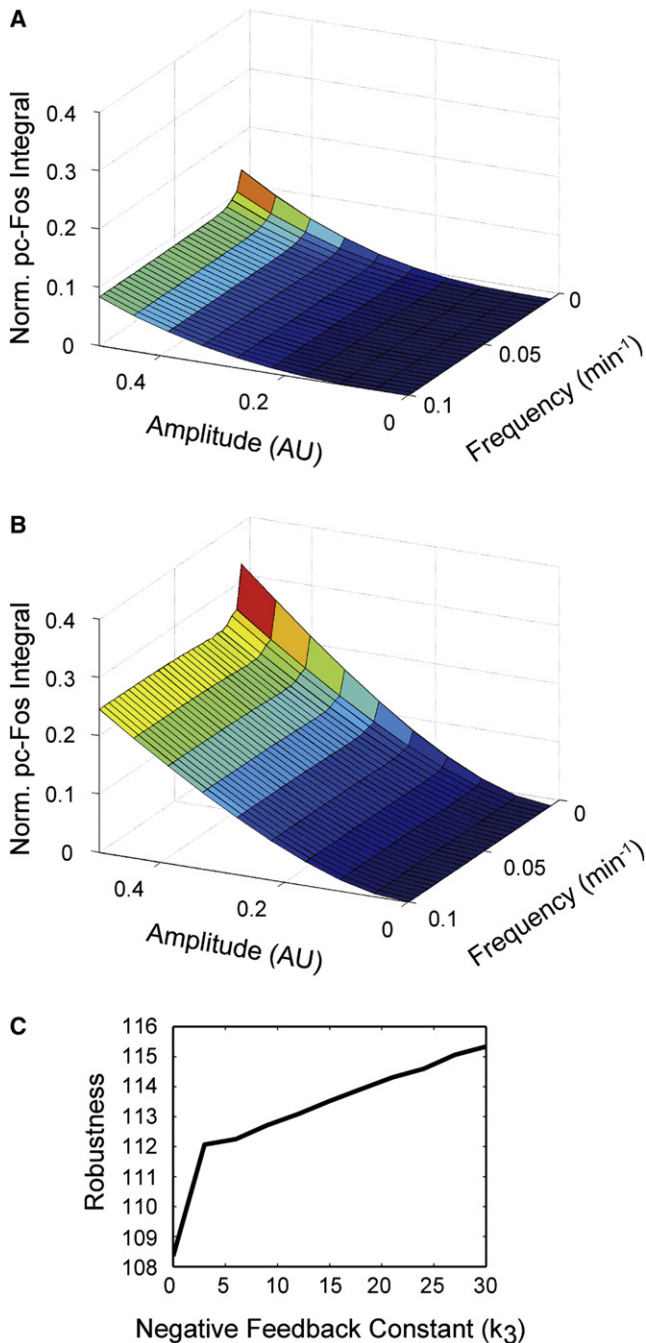 A
Norm. pc-Fos Integral
0.4
0.3
0.2
0.1
0
0.4
0.2
0
Amplitude (AU)
0
0.05
0.1
Frequency (min-1)
B
Norm. pc-Fos Integral
0.4
0.3
0.2
0.1
0
0.4
0.2
0
Amplitude (AU)
0
0.05
0.1
Frequency (min-1)
C
Robustness
116
115
114
113
112
111
110
109
108
0 5 10 15 20 25 30
Negative Feedback Constant (k3)